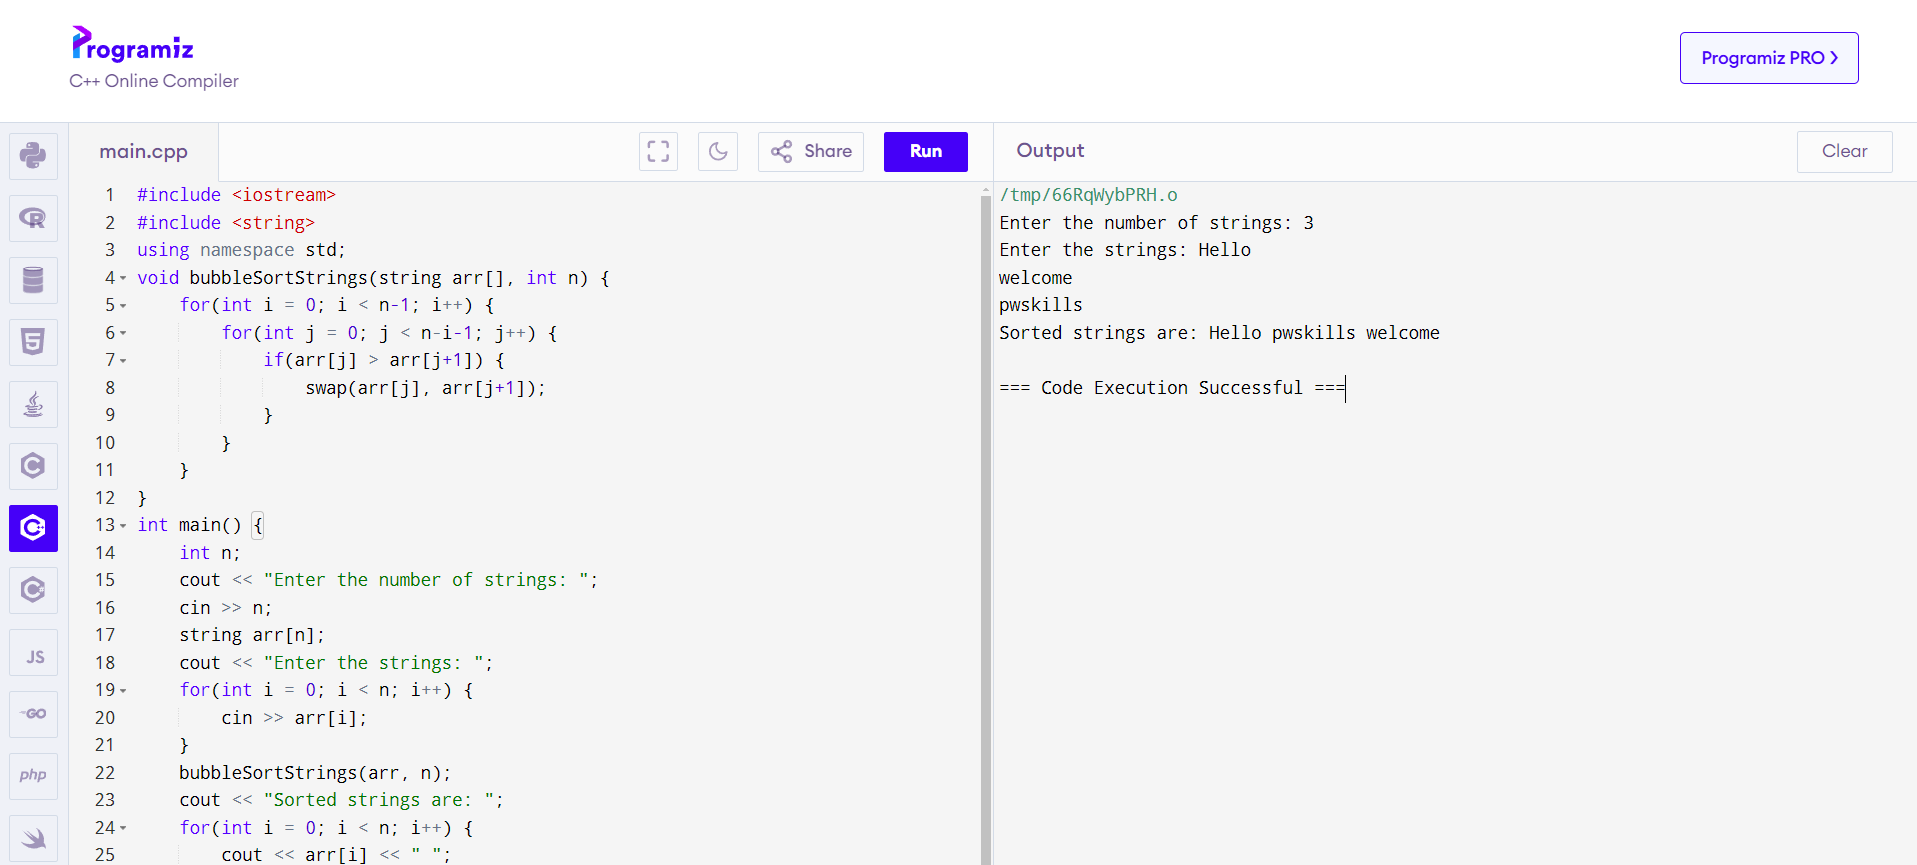 Programiz
C++ Online Compiler
Programiz PRO
main.cpp
Share
Run
Output
Clear
1 #include <iostream>
2 #include <string>
3 using namespace std;
4 void bubbleSortStrings(string arr[], int n) {
5     for(int i = 0; i < n-1; i++) {
6         for(int j = 0; j < n-i-1; j++) {
7             if(arr[j] > arr[j+1]) {
8                 swap(arr[j], arr[j+1]);
9             }
10         }
11     }
12 }
13 int main() {
14     int n;
15     cout << "Enter the number of strings: ";
16     cin >> n;
17     string arr[n];
18     cout << "Enter the strings: ";
19     for(int i = 0; i < n; i++) {
20         cin >> arr[i];
21     }
22     bubbleSortStrings(arr, n);
23     cout << "Sorted strings are: ";
24     for(int i = 0; i < n; i++) {
25         cout << arr[i] << " ";
/tmp/66RqWybPRH.o
Enter the number of strings: 3
Enter the strings: Hello
welcome
pwskills
Sorted strings are: Hello pwskills welcome
=== Code Execution Successful ===
R
5
C
C++
C
JS
GO
php